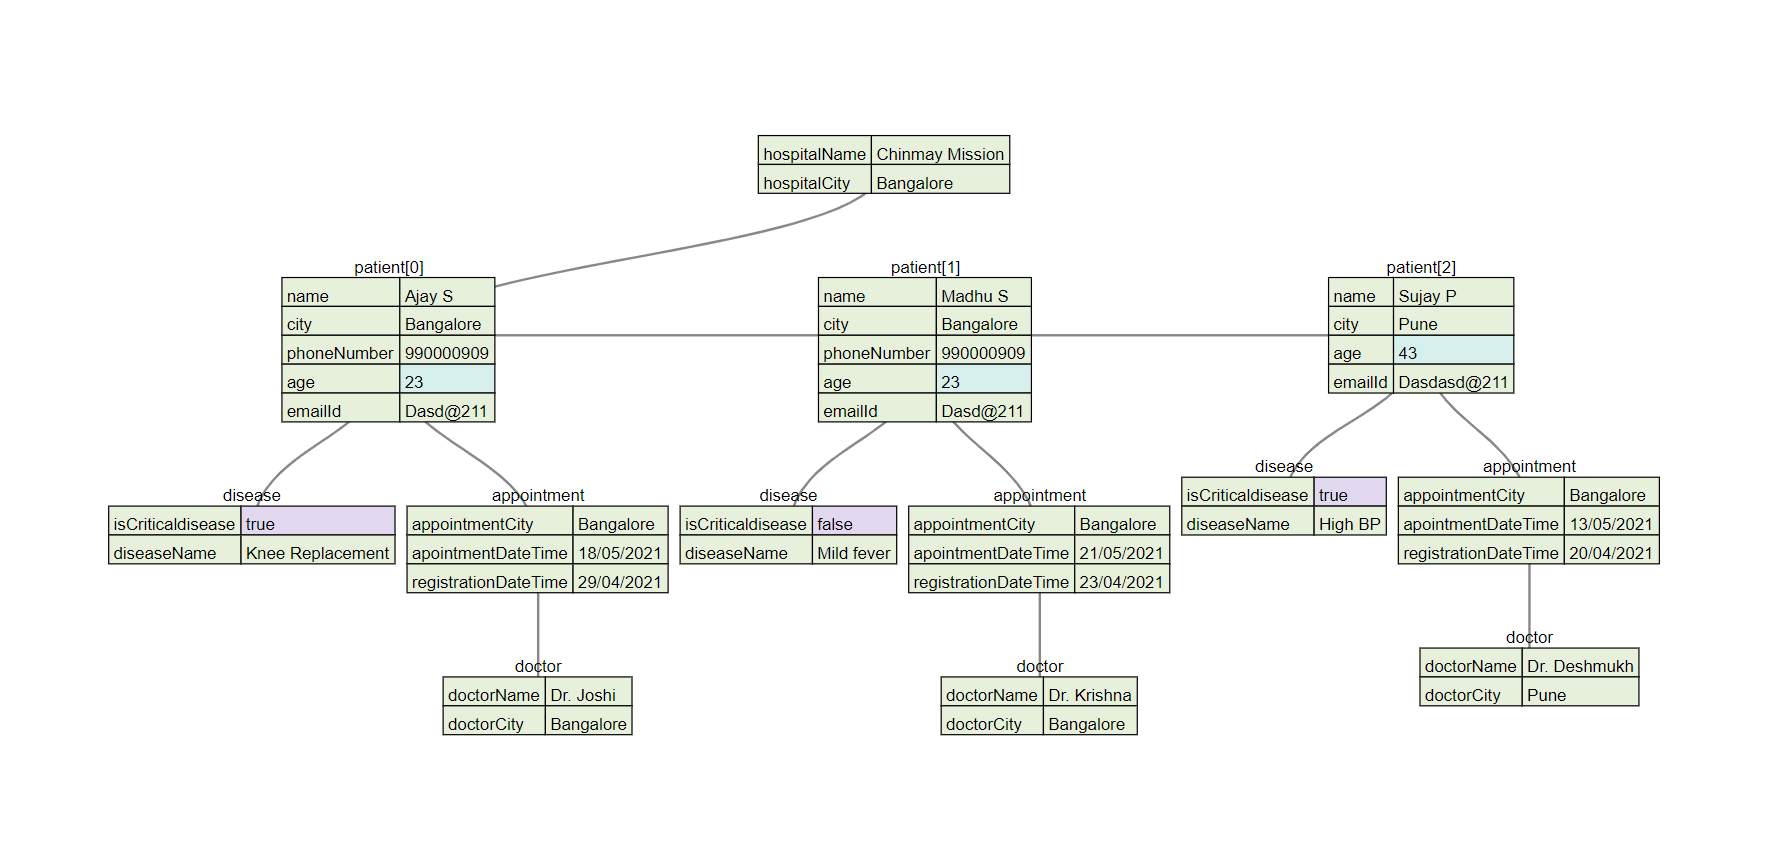 hospitalName Chinmay Mission
hospitalCity Bangalore
patient[0]
name Ajay S
city Bangalore
phoneNumber 990000909
age 23
emailId Dasd@211
patient[1]
name Madhu S
city Bangalore
phoneNumber 990000909
age 23
emailId Dasd@211
patient[2]
name Sujay P
city Pune
age 43
emailId Dasdasd@211
disease
isCriticaldisease true
diseaseName Knee Replacement
appointment
appointmentCity Bangalore
apointmentDateTime 18/05/2021
registrationDateTime 29/04/2021
disease
isCriticaldisease false
diseaseName Mild fever
appointment
appointmentCity Bangalore
apointmentDateTime 21/05/2021
registrationDateTime 23/04/2021
disease
isCriticaldisease true
diseaseName High BP
appointment
appointmentCity Bangalore
apointmentDateTime 13/05/2021
registrationDateTime 20/04/2021
doctor
doctorName Dr. Joshi
doctorCity Bangalore
doctor
doctorName Dr. Krishna
doctorCity Bangalore
doctor
doctorName Dr. Deshmukh
doctorCity Pune